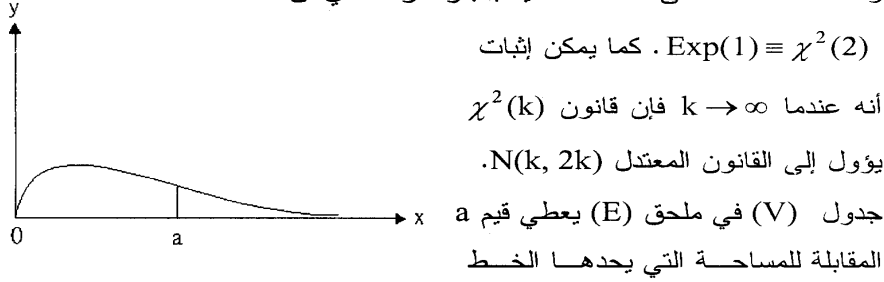 Exp(1) ≡ χ²(2) . كما يمكن إثبات
أنه عندما k → ∞ فإن قانون χ²(k)
يؤول إلى القانون المعتدل N(k, 2k).
جدول (V) في ملحق (E) يعطي قيم a
المقابلة للمساحة التي يحدها الخط
y
x
0
a